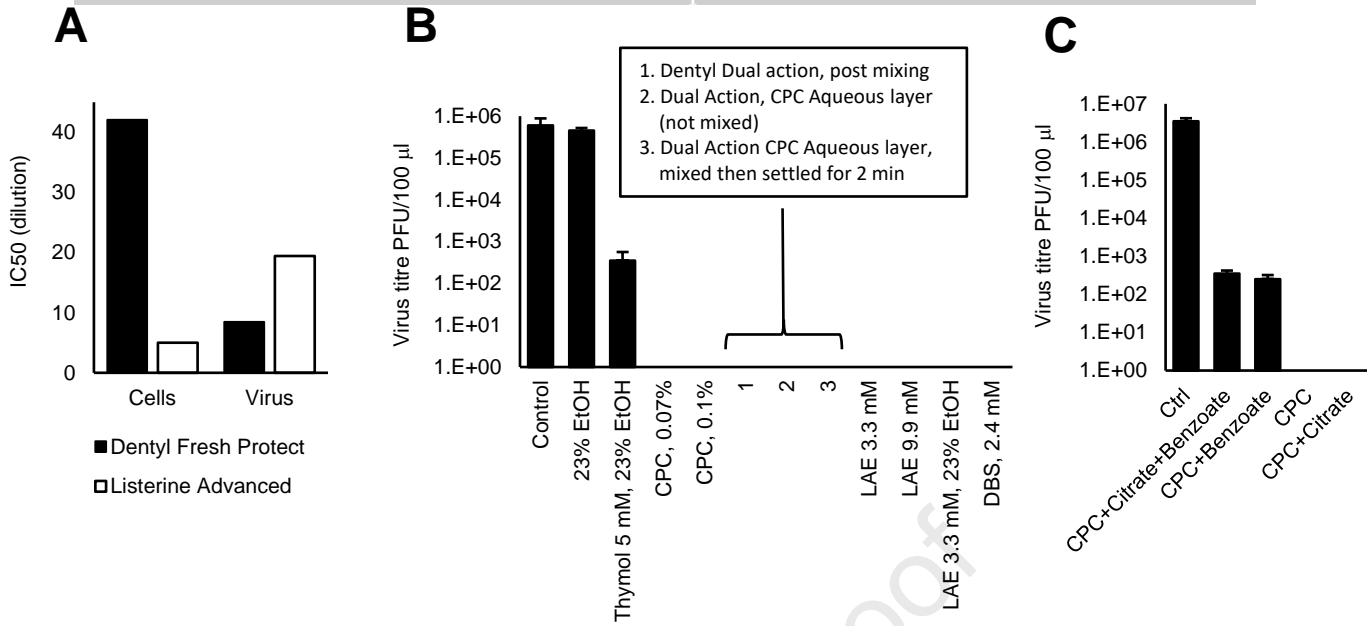 A
IC50 (dilution)
40
30
20
10
0
Cells
Virus
Dentyl Fresh Protect
Listerine Advanced
B
Virus titre PFU/100 µl
1.E+06
1.E+05
1.E+04
1.E+03
1.E+02
1.E+01
1.E+00
1. Dentyl Dual action, post mixing
2. Dual Action, CPC Aqueous layer
(not mixed)
3. Dual Action CPC Aqueous layer,
mixed then settled for 2 min
Control
23% EtOH
Thymol 5 mM, 23% EtOH
CPC, 0.07%
CPC, 0.1%
1
2
3
LAE 3.3 mM
LAE 9.9 mM
LAE 3.3 mM, 23% EtOH
DBS, 2.4 mM
C
Virus titre PFU/100 µl
1.E+07
1.E+06
1.E+05
1.E+04
1.E+03
1.E+02
1.E+01
1.E+00
Ctrl
CPC+Citrate+Benzoate
CPC+Benzoate
CPC
CPC+Citrate
oof